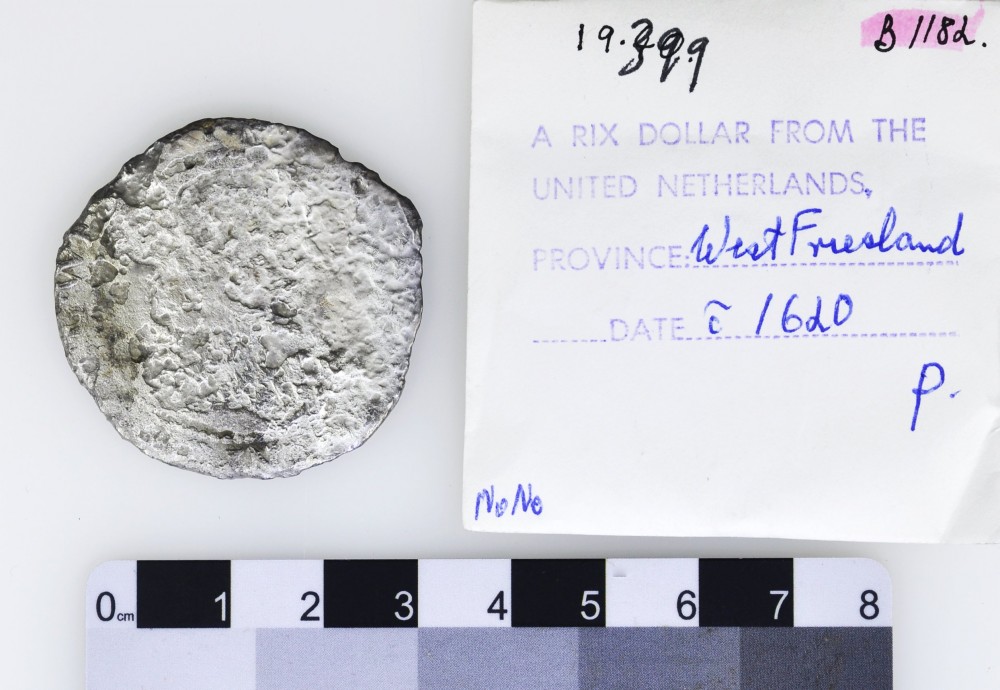 19.399
B 1182.
A RIX DOLLAR FROM THE
UNITED NETHERLANDS,
PROVINCE: West Friesland
DATE c̄ 1620
P.
No No
0cm 1 2 3 4 5 6 7 8